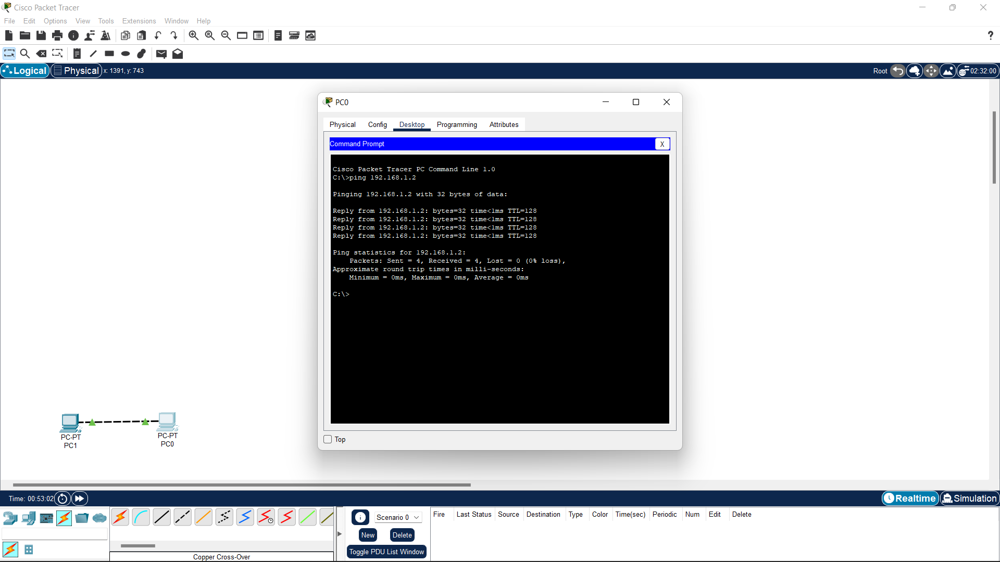 Cisco Packet Tracer
File Edit Options View Tools Extensions Window Help
?
Logical Physical x: 1391, y: 743 Root 02:32:00
PC0
Physical Config Desktop Programming Attributes
Command Prompt X
Cisco Packet Tracer PC Command Line 1.0
C:\>ping 192.168.1.2
Pinging 192.168.1.2 with 32 bytes of data:
Reply from 192.168.1.2: bytes=32 time<1ms TTL=128
Reply from 192.168.1.2: bytes=32 time<1ms TTL=128
Reply from 192.168.1.2: bytes=32 time<1ms TTL=128
Reply from 192.168.1.2: bytes=32 time<1ms TTL=128
Ping statistics for 192.168.1.2:
Packets: Sent = 4, Received = 4, Lost = 0 (0% loss),
Approximate round trip times in milli-seconds:
Minimum = 0ms, Maximum = 0ms, Average = 0ms
C:\>
Top
PC-PT
PC1
PC-PT
PC0
Time: 00:53:02 Realtime Simulation
Scenario 0
New Delete
Toggle PDU List Window
Fire Last Status Source Destination Type Color Time(sec) Periodic Num Edit Delete
Copper Cross-Over